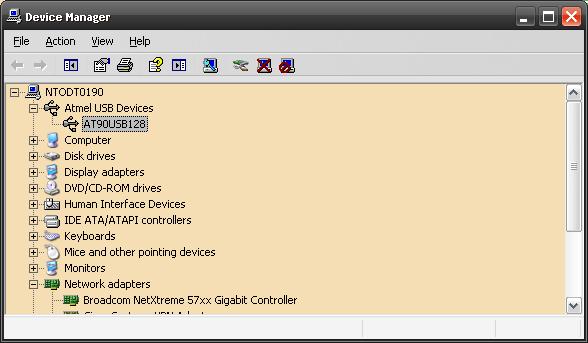 Device Manager
File Action View Help
NTODT0190
Atmel USB Devices
AT90USB128
Computer
Disk drives
Display adapters
DVD/CD-ROM drives
Human Interface Devices
IDE ATA/ATAPI controllers
Keyboards
Mice and other pointing devices
Monitors
Network adapters
Broadcom NetXtreme 57xx Gigabit Controller